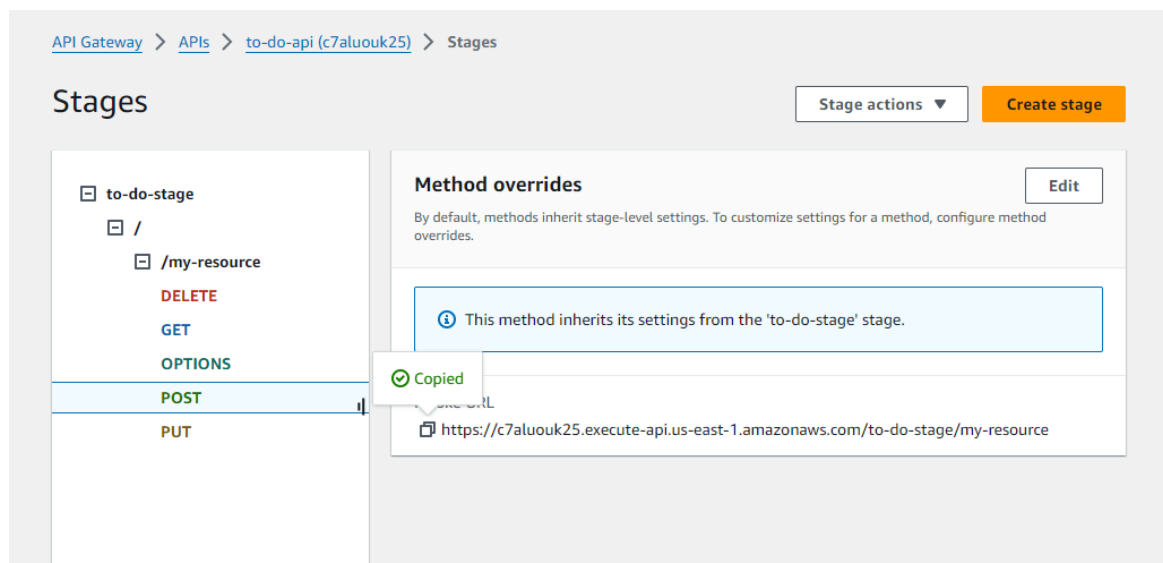 API Gateway > APIs > to-do-api (c7aluouk25) > Stages
Stages
Stage actions ▼
Create stage
to-do-stage
/
/my-resource
DELETE
GET
OPTIONS
POST
PUT
Method overrides
Edit
By default, methods inherit stage-level settings. To customize settings for a method, configure method
overrides.
This method inherits its settings from the 'to-do-stage' stage.
Copied
URL
https://c7aluouk25.execute-api.us-east-1.amazonaws.com/to-do-stage/my-resource